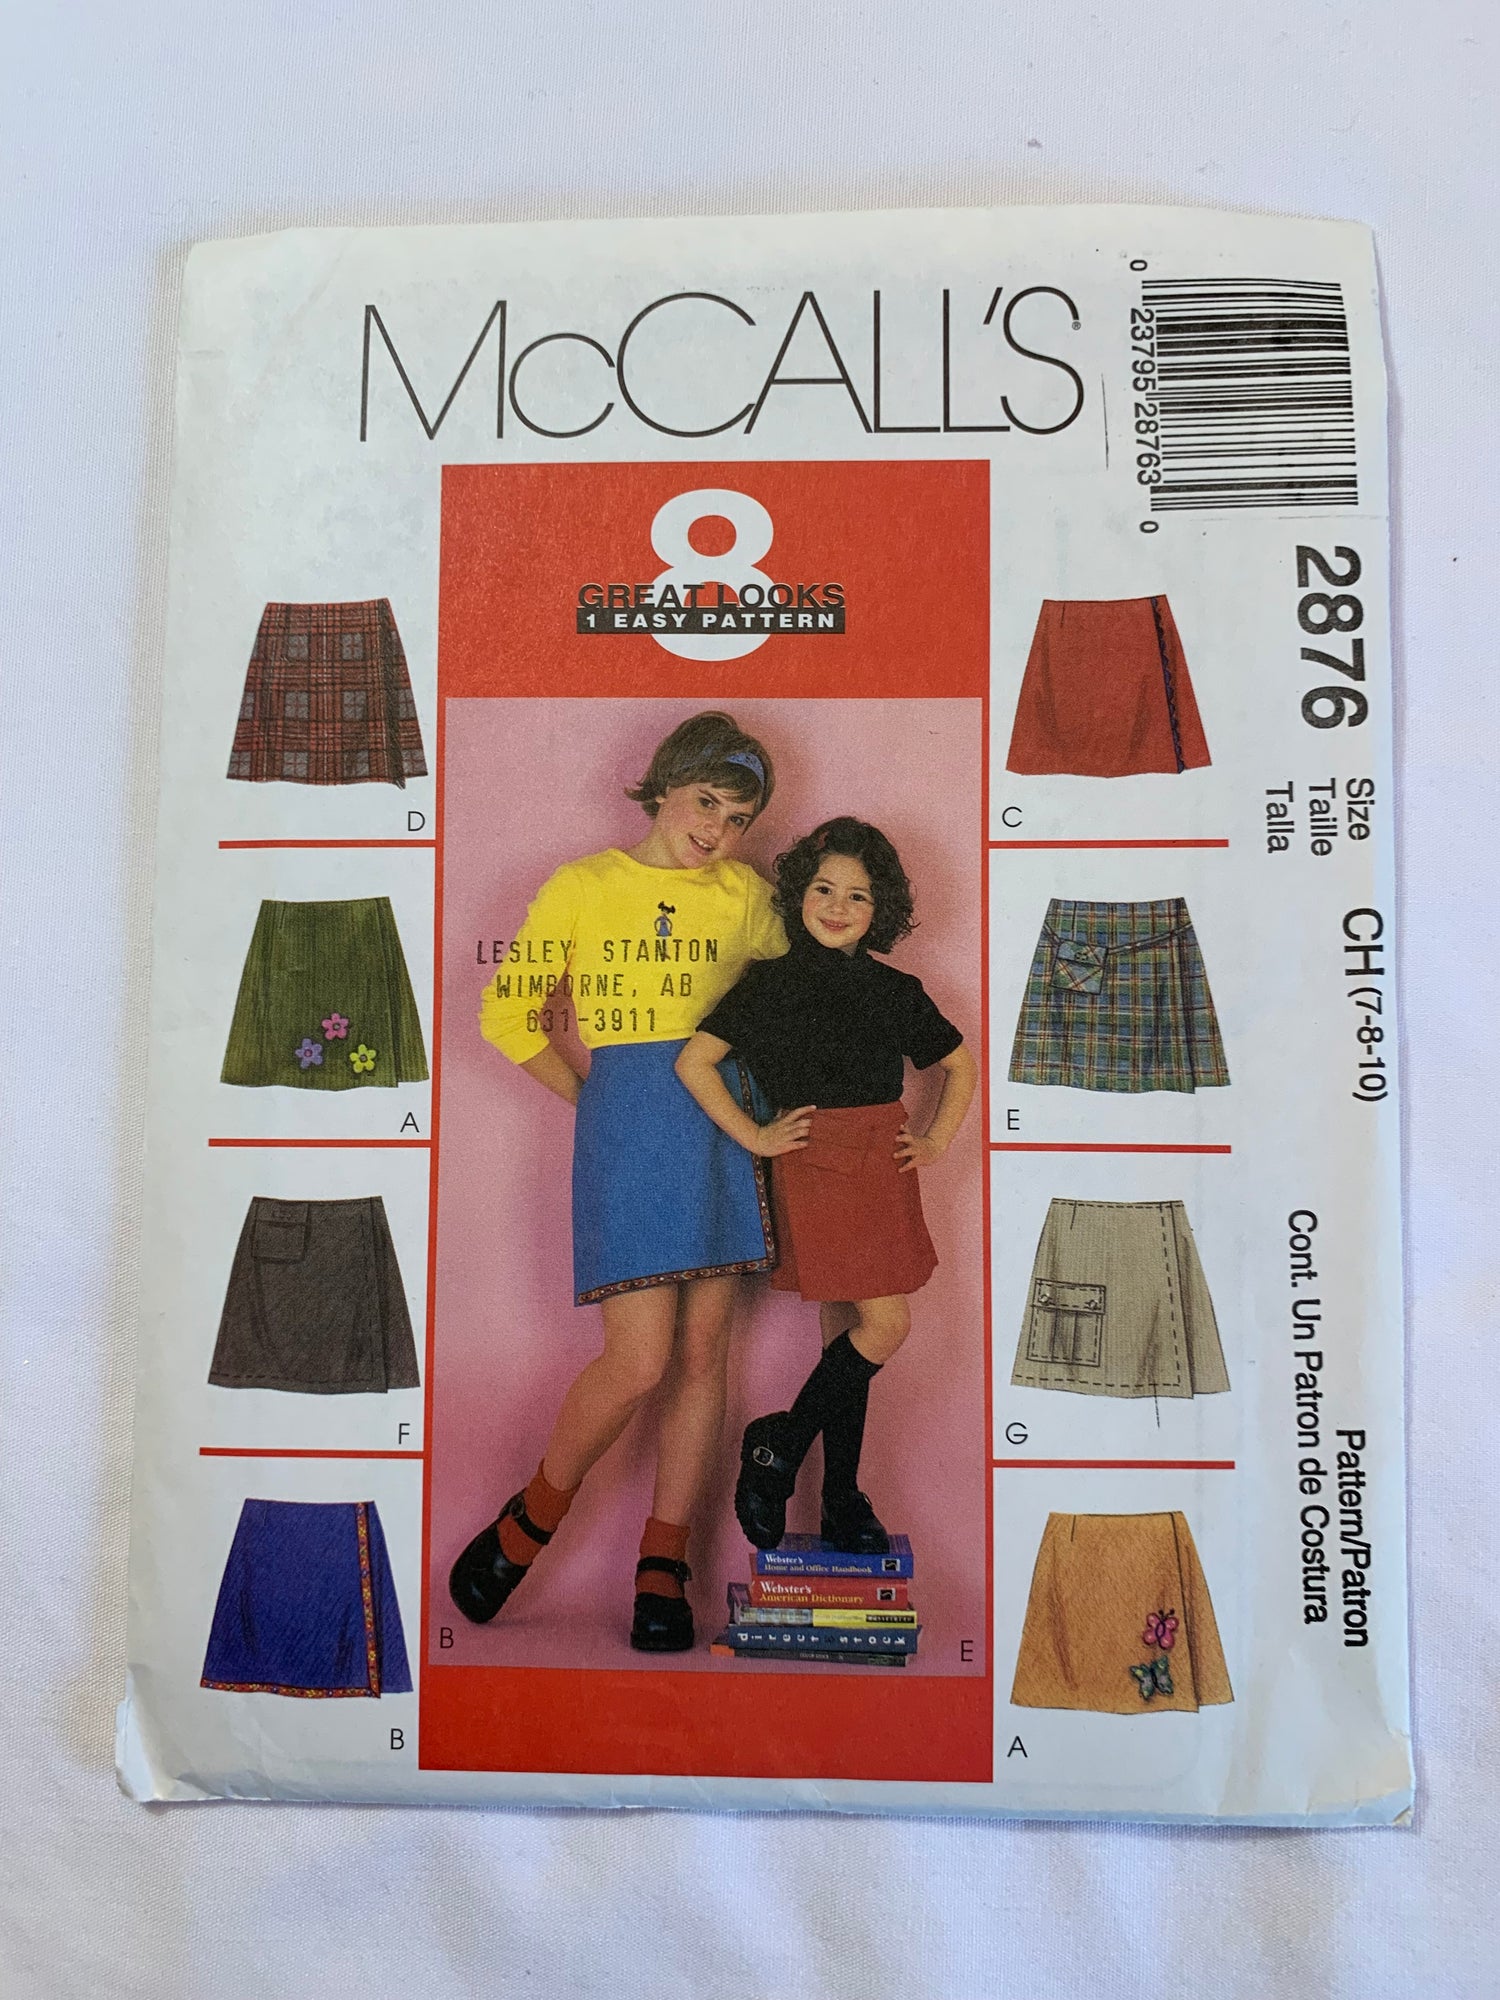 McCALL'S®
0 23795 28763 0
2876
Size CH (7-8-10)
Taille
Talla
Pattern/Patron
Cont. Un Patron de Costura
8
GREAT LOOKS
1 EASY PATTERN
D
C
A
E
F
G
B
A
LESLEY STANTON
WIMBORNE, AB
631-3911
Webster's
Home and Office Handbook
Webster's
American Dictionary
direct stock
B
E